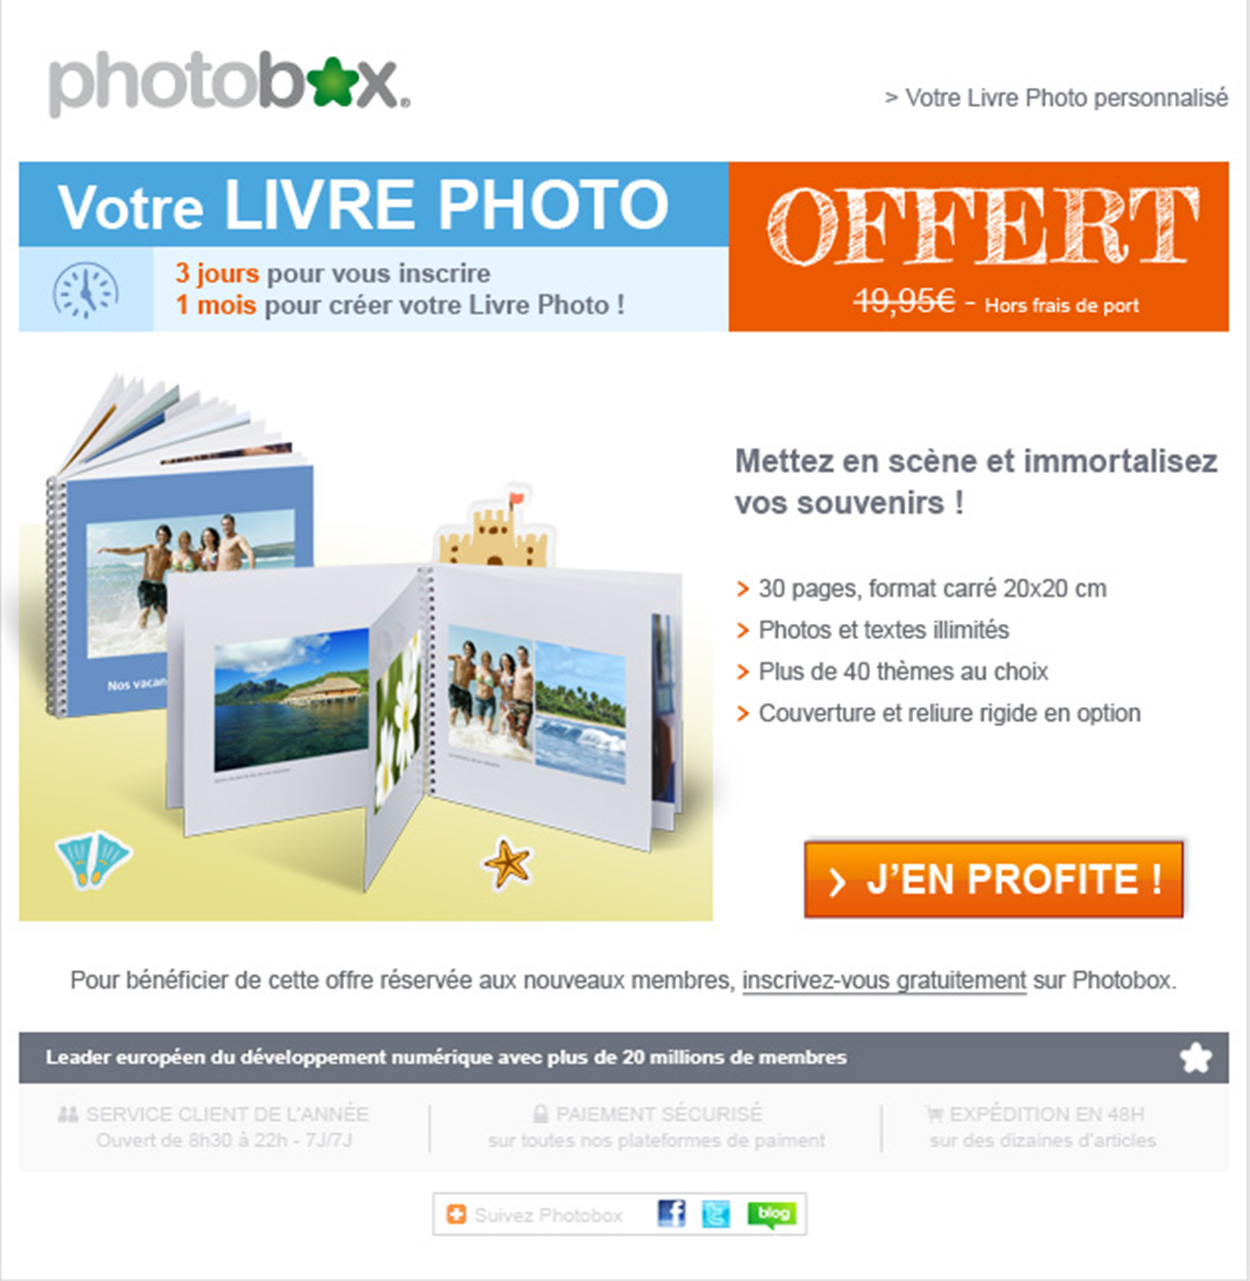 photobox®
> Votre Livre Photo personnalisé
Votre LIVRE PHOTO
OFFERT
3 jours pour vous inscrire
1 mois pour créer votre Livre Photo !
19,95€ - Hors frais de port
Mettez en scène et immortalisez
vos souvenirs !
30 pages, format carré 20x20 cm
Photos et textes illimités
Plus de 40 thèmes au choix
Couverture et reliure rigide en option
Nos vacan
> J'EN PROFITE !
Pour bénéficier de cette offre réservée aux nouveaux membres, inscrivez-vous gratuitement sur Photobox.
Leader européen du développement numérique avec plus de 20 millions de membres
SERVICE CLIENT DE L'ANNÉE
Ouvert de 8h30 à 22h - 7J/7J
PAIEMENT SÉCURISÉ
sur toutes nos plateformes de paiment
EXPÉDITION EN 48H
sur des dizaines d'articles
Suivez Photobox
blog